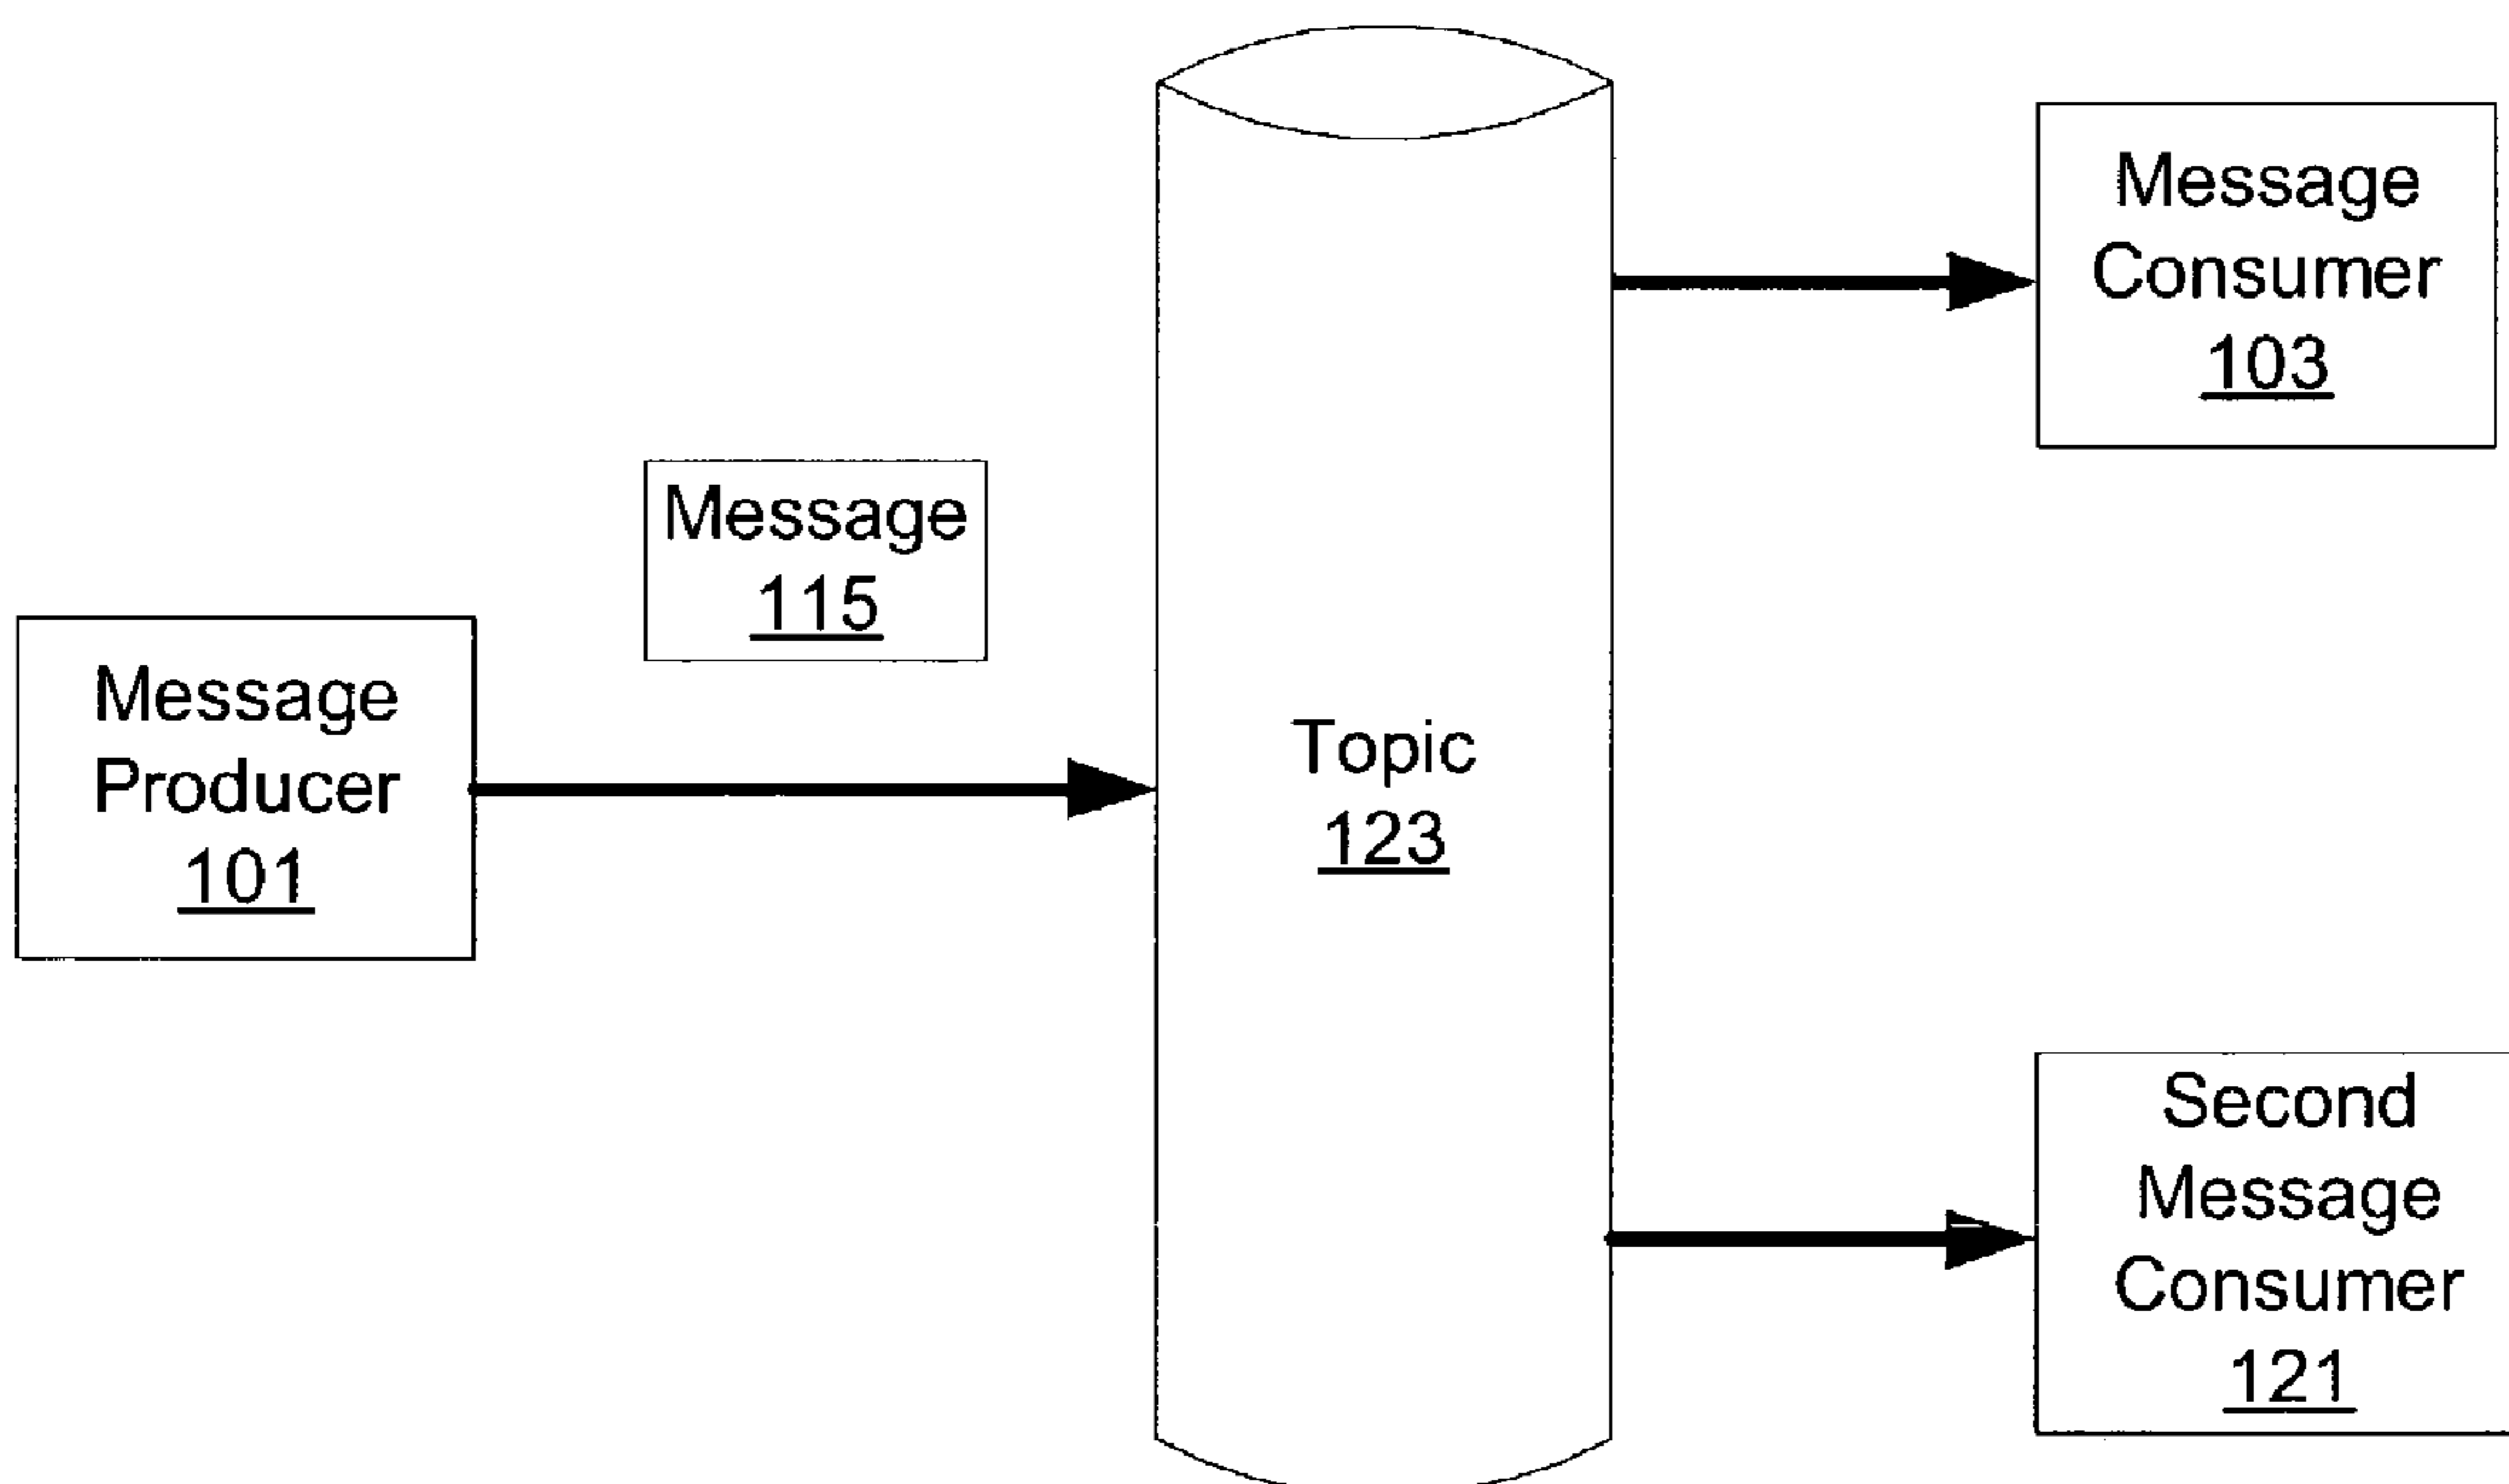 Message
Producer
101
Message
115
Topic
123
Message
Consumer
103
Second
Message
Consumer
121